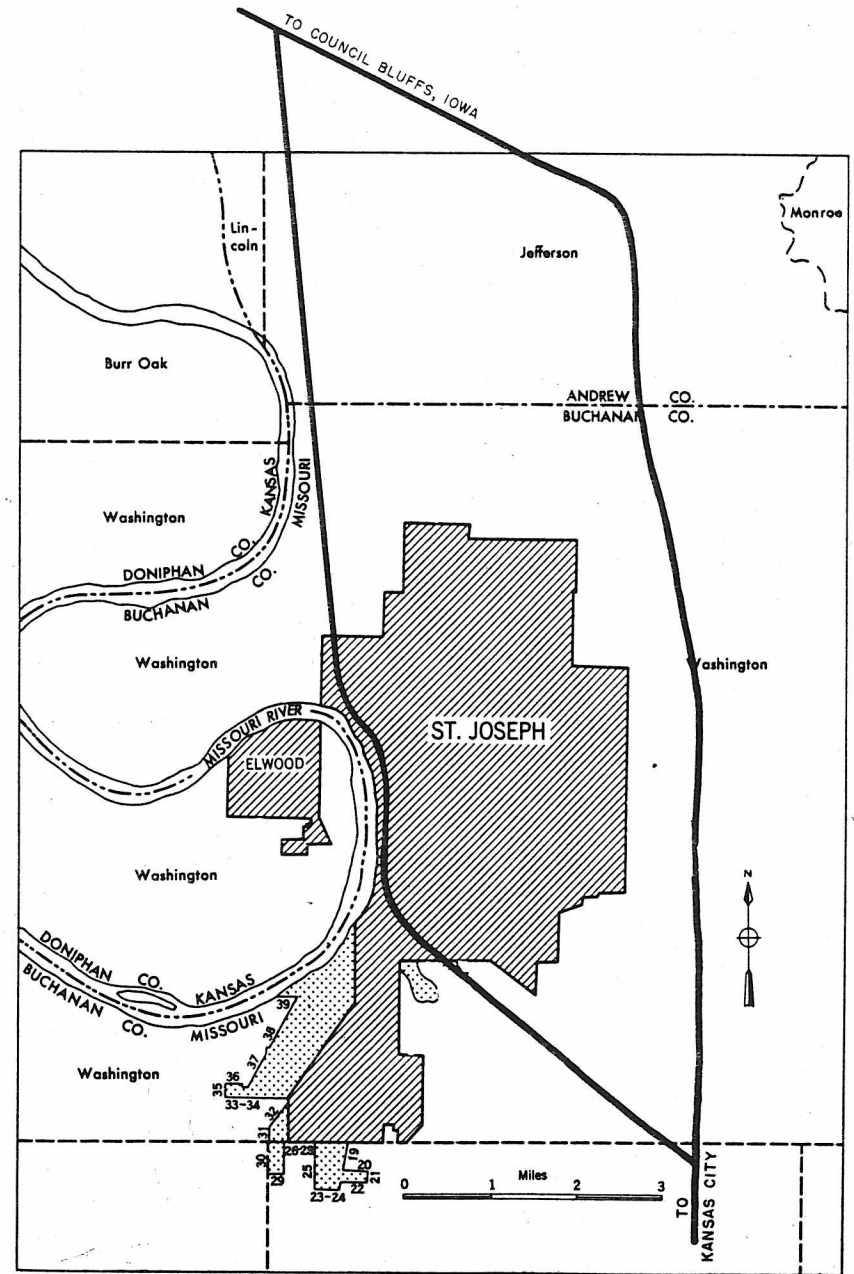 TO COUNCIL BLUFFS, IOWA
Monroe
Lin-
coln
Jefferson
Burr Oak
ANDREW CO.
BUCHANAN CO.
KANSAS
MISSOURI
Washington
DONIPHAN CO.
BUCHANAN CO.
Washington
Washington
MISSOURI RIVER
ST. JOSEPH
ELWOOD
Washington
N
DONIPHAN CO.
BUCHANAN CO.
KANSAS
MISSOURI
39
38
37
36
35
33-34
Washington
32
31
30
29
26-28
25
23-24
19
20
21
22
Miles
0 1 2 3
TO
KANSAS CITY